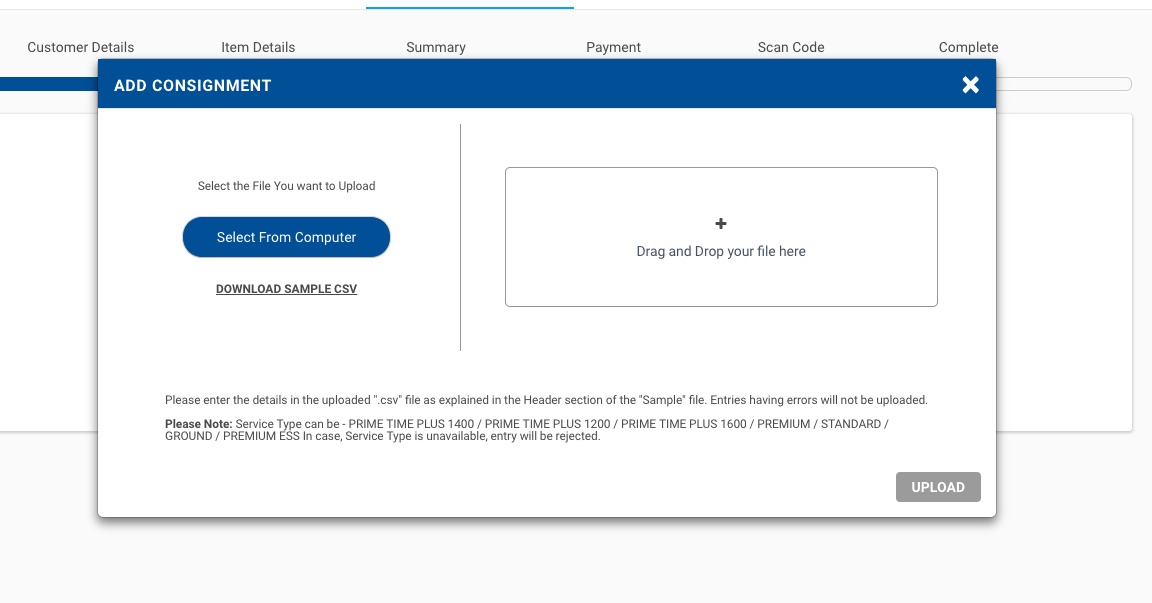 Customer Details Item Details Summary Payment Scan Code Complete
ADD CONSIGNMENT
Select the File You want to Upload
Select From Computer
DOWNLOAD SAMPLE CSV
Drag and Drop your file here
Please enter the details in the uploaded ".csv" file as explained in the Header section of the "Sample" file. Entries having errors will not be uploaded.
Please Note: Service Type can be - PRIME TIME PLUS 1400 / PRIME TIME PLUS 1200 / PRIME TIME PLUS 1600 / PREMIUM / STANDARD /
GROUND / PREMIUM ESS In case, Service Type is unavailable, entry will be rejected.
UPLOAD